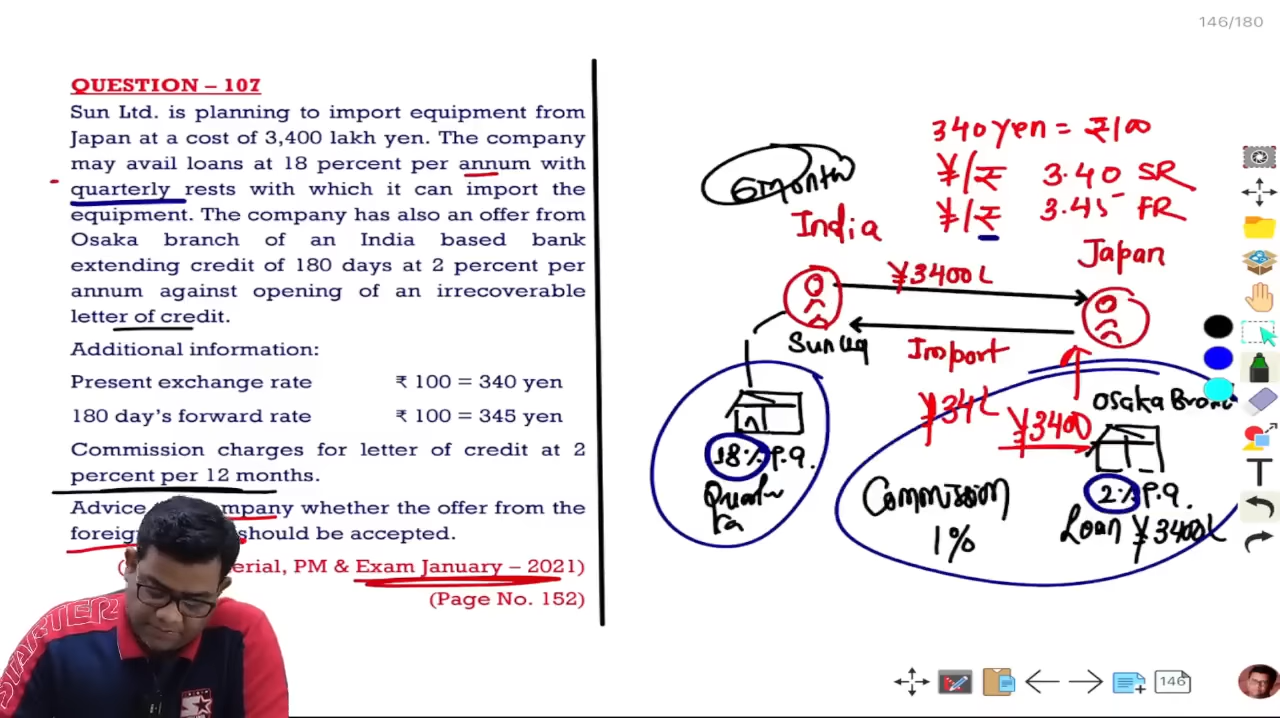 146/180
QUESTION – 107
Sun Ltd. is planning to import equipment from
Japan at a cost of 3,400 lakh yen. The company
may avail loans at 18 percent per annum with
quarterly rests with which it can import the
equipment. The company has also an offer from
Osaka branch of an India based bank
extending credit of 180 days at 2 percent per
annum against opening of an irrecoverable
letter of credit.
Additional information:
Present exchange rate ₹ 100 = 340 yen
180 day's forward rate ₹ 100 = 345 yen
Commission charges for letter of credit at 2
percent per 12 months.
Advice mpany whether the offer from the
foreig should be accepted.
erial, PM & Exam January – 2021)
(Page No. 152)
340 yen = ₹100
¥/₹ 3.40 SR
¥/₹ 3.45 FR
6 Month
India
Japan
¥3400L
Import
¥34L
¥3400
18% P.a.
Osaka
Commission
1%
2% P.a.
Loan ¥3400L
STARTER
T
146